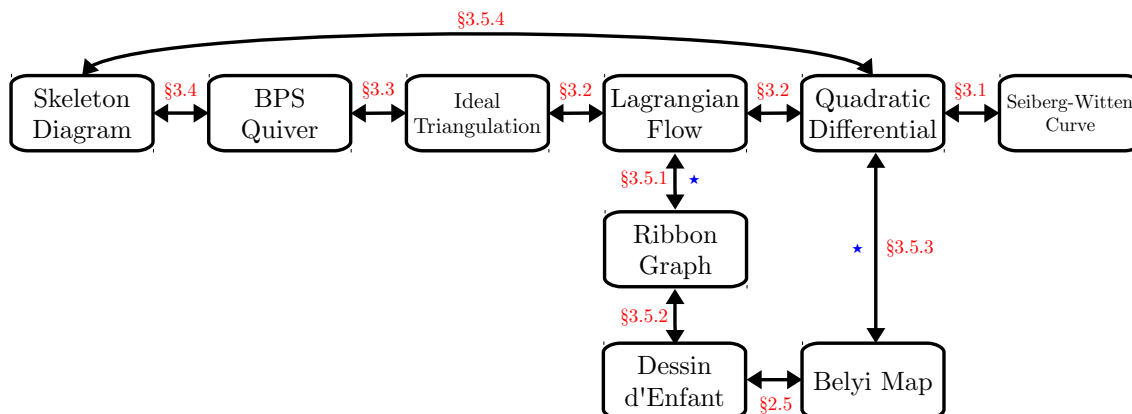 §3.5.4
Skeleton
Diagram
§3.4
BPS
Quiver
§3.3
Ideal
Triangulation
§3.2
Lagrangian
Flow
§3.2
Quadratic
Differential
§3.1
Seiberg-Witten
Curve
§3.5.1
★
Ribbon
Graph
★
§3.5.3
§3.5.2
Dessin
d'Enfant
§2.5
Belyi Map